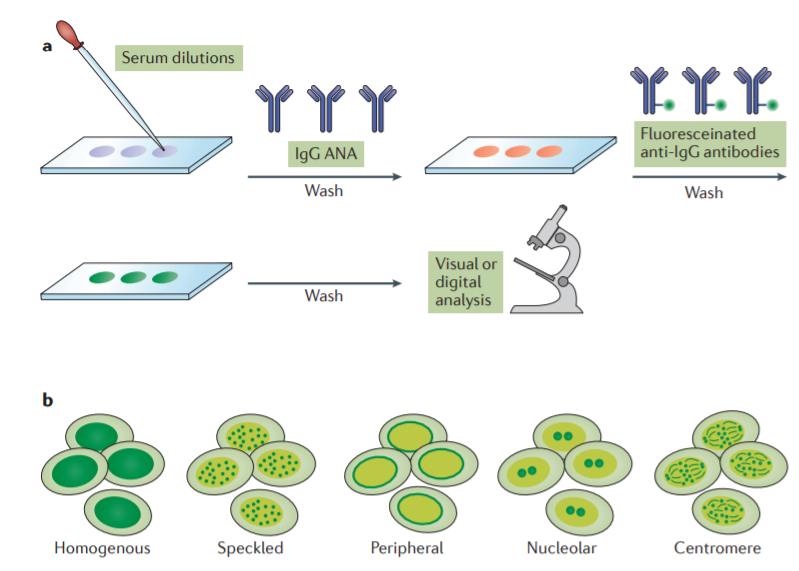 a
Serum dilutions
IgG ANA
Wash
Fluoresceinated
anti-IgG antibodies
Wash
Wash
Visual or
digital
analysis
b
Homogenous
Speckled
Peripheral
Nucleolar
Centromere